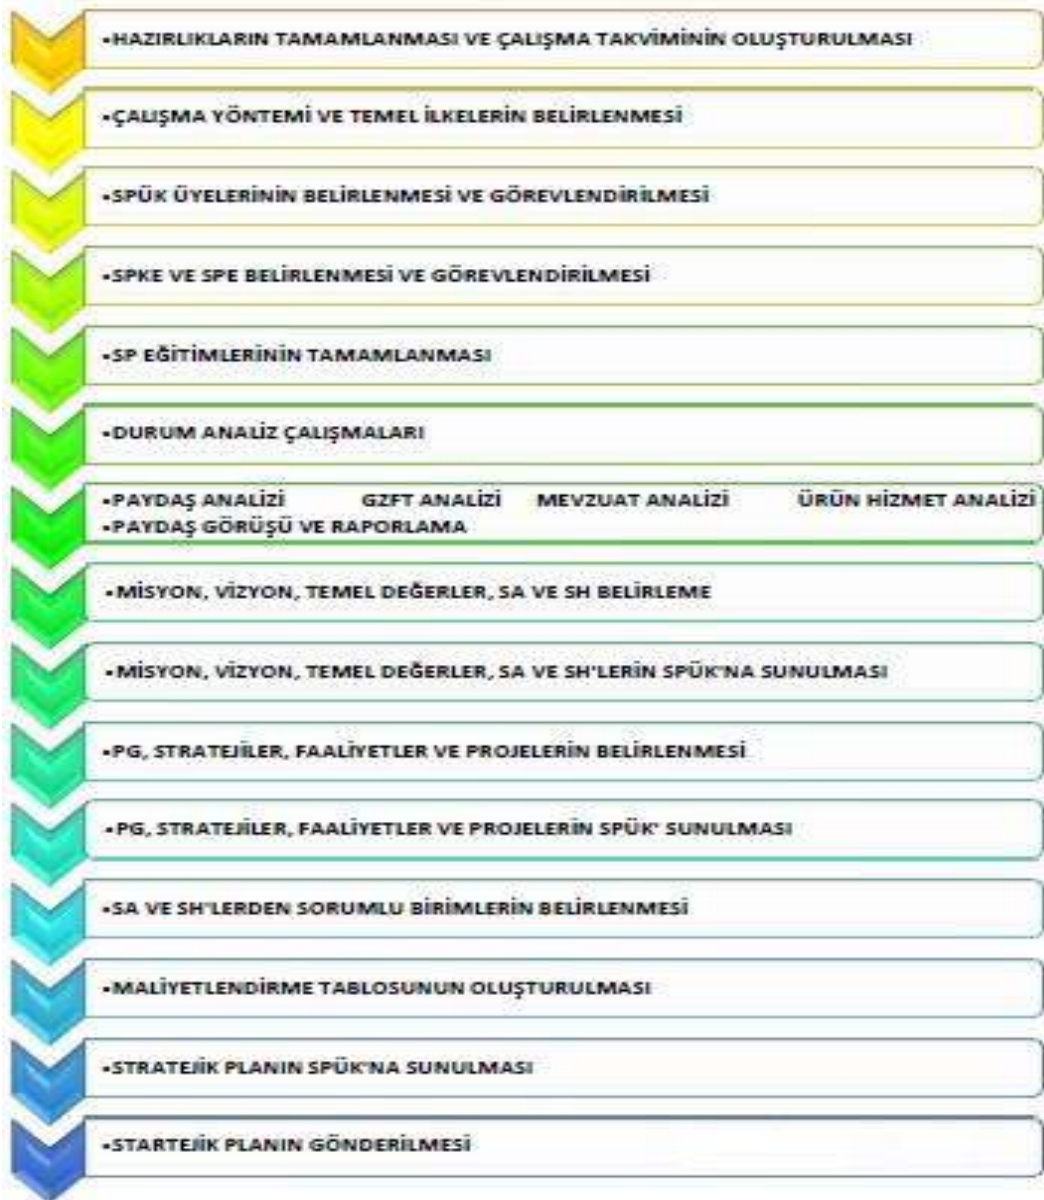 •HAZIRLIKLARIN TAMAMLANMASI VE ÇALIŞMA TAKVİMİNİN OLUŞTURULMASI
•ÇALIŞMA YÖNTEMİ VE TEMEL İLKELERİN BELİRLENMESİ
•SPÜK ÜYELERİNİN BELİRLENMESİ VE GÖREVLENDİRİLMESİ
•SPKE VE SPE BELİRLENMESİ VE GÖREVLENDİRİLMESİ
•SP EĞİTİMLERİNİN TAMAMLANMASI
•DURUM ANALİZ ÇALIŞMALARI
•PAYDAŞ ANALİZİ GZFT ANALİZİ MEVZUAT ANALİZİ ÜRÜN HİZMET ANALİZİ
•PAYDAŞ GÖRÜŞÜ VE RAPORLAMA
•MİSYON, VİZYON, TEMEL DEĞERLER, SA VE SH BELİRLEME
•MİSYON, VİZYON, TEMEL DEĞERLER, SA VE SH'LERİN SPÜK'NA SUNULMASI
•PG, STRATEJİLER, FAALİYETLER VE PROJELERİN BELİRLENMESİ
•PG, STRATEJİLER, FAALİYETLER VE PROJELERİN SPÜK' SUNULMASI
•SA VE SH'LERDEN SORUMLU BİRİMLERİN BELİRLENMESİ
•MALİYETLENDİRME TABLOSUNUN OLUŞTURULMASI
•STRATEJİK PLANIN SPÜK'NA SUNULMASI
•STARTEJİK PLANIN GÖNDERİLMESİ